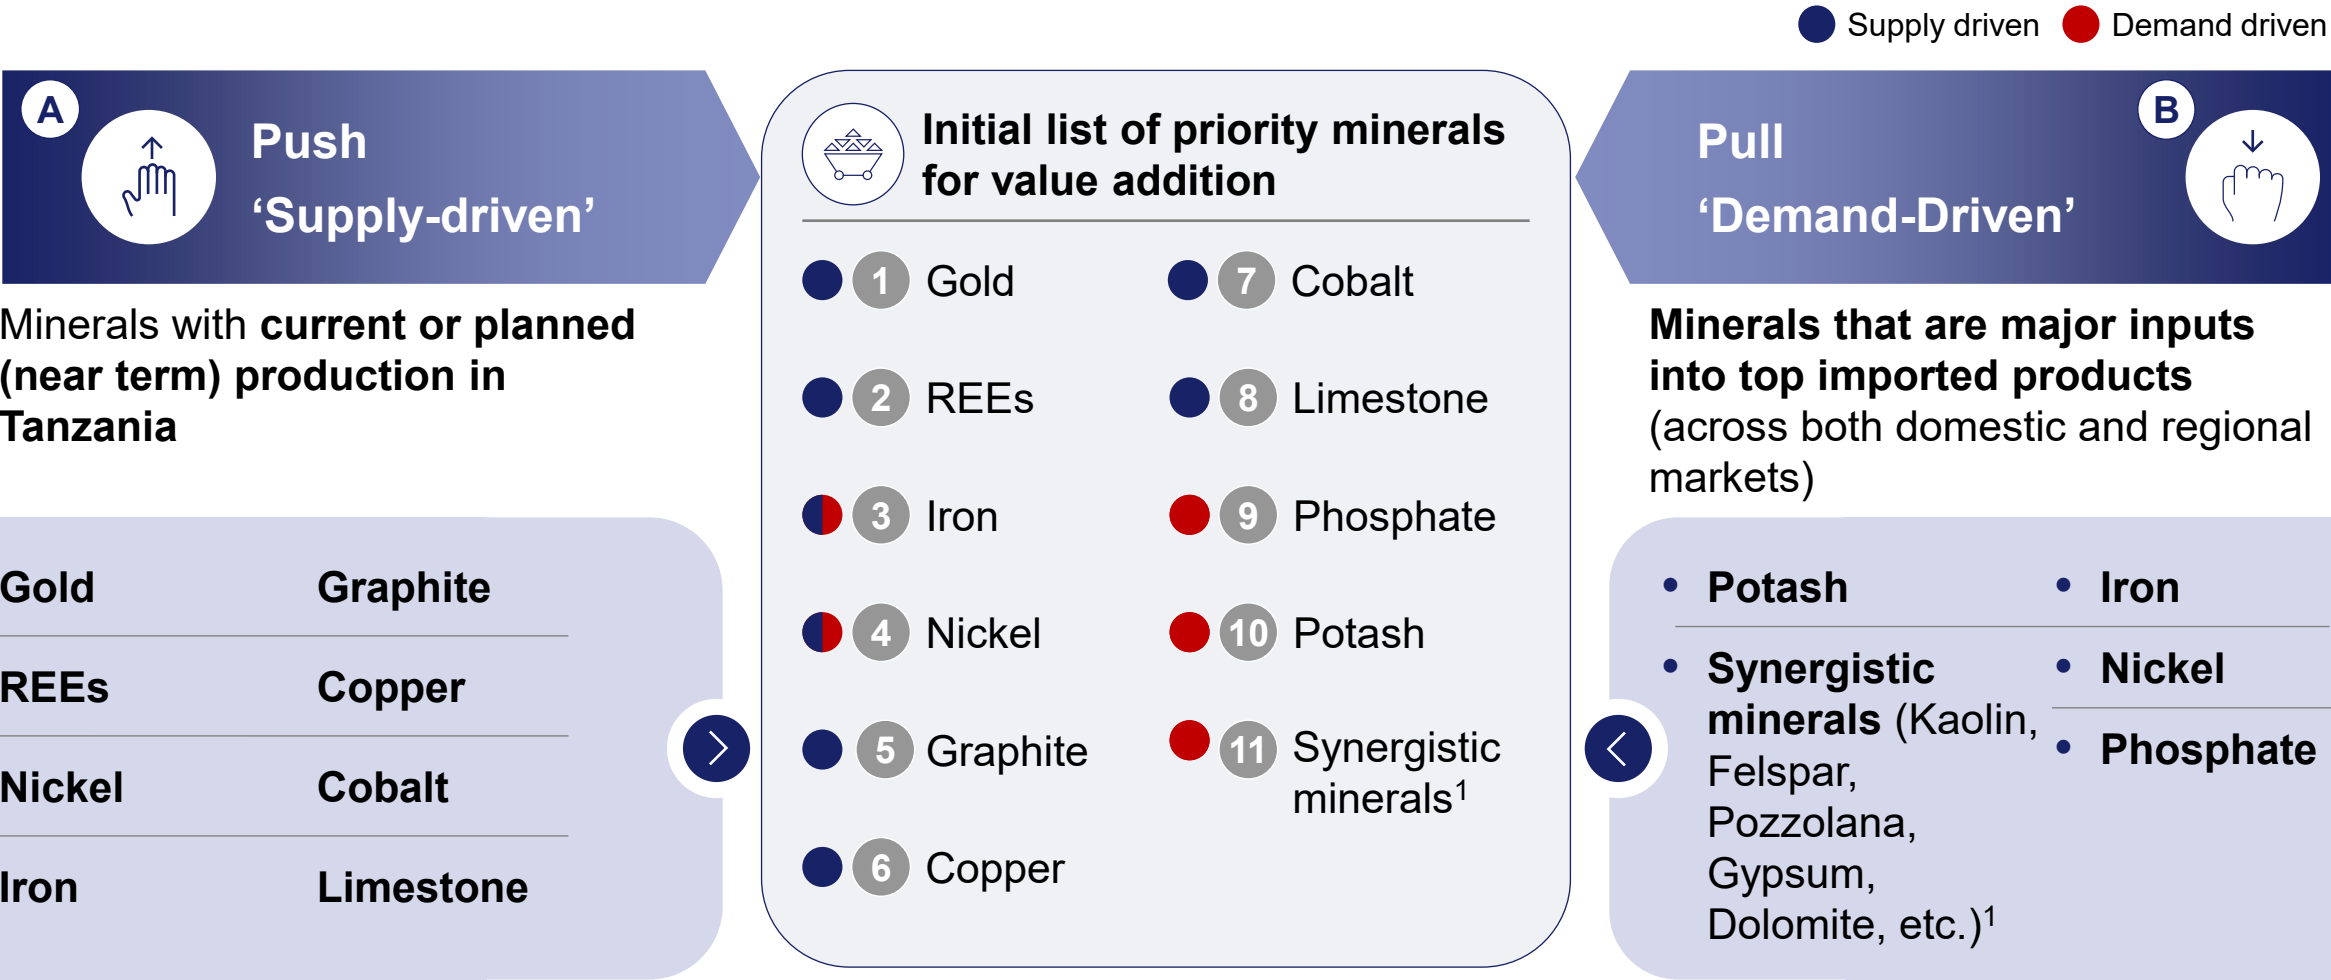 Supply driven
Demand driven
A
Push
‘Supply-driven’
Minerals with current or planned
(near term) production in
Tanzania
Gold
Graphite
REEs
Copper
Nickel
Cobalt
Iron
Limestone
Initial list of priority minerals
for value addition
1 Gold
2 REEs
3 Iron
4 Nickel
5 Graphite
6 Copper
7 Cobalt
8 Limestone
9 Phosphate
10 Potash
11 Synergistic
minerals¹
B
Pull
‘Demand-Driven’
Minerals that are major inputs
into top imported products
(across both domestic and regional
markets)
• Potash
• Synergistic
minerals (Kaolin,
Felspar,
Pozzolana,
Gypsum,
Dolomite, etc.)¹
• Iron
• Nickel
• Phosphate